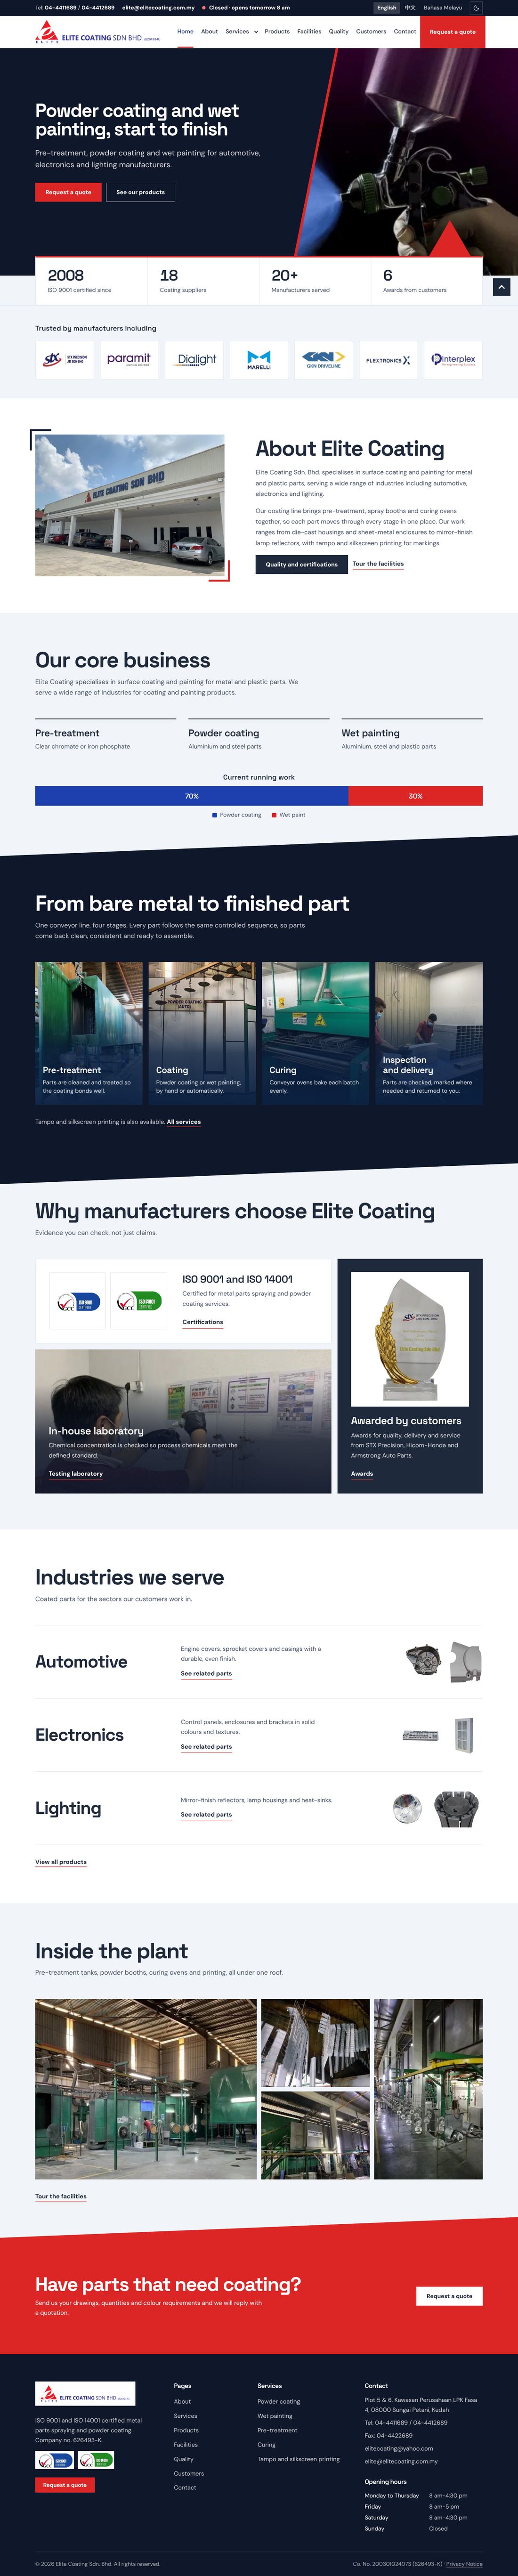 Tel: 04-4411689 / 04-4412689 elite@elitecoating.com.my Closed · opens tomorrow 8 am English 中文 Bahasa Melayu
ELITE COATING SDN BHD
Home About Services Products Facilities Quality Customers Contact Request a quote
Powder coating and wet
painting, start to finish
Pre-treatment, powder coating and wet painting for automotive,
electronics and lighting manufacturers.
Request a quote See our products
2008 18 20+ 6
ISO 9001 certified since Coating suppliers Manufacturers served Awards from customers
Trusted by manufacturers including
stx paramit Dialight MARELLI GKN DRIVELINE FLEXTRONICS interplex
ELITE COATING SDN BHD
About Elite Coating
Elite Coating Sdn. Bhd. specialises in surface coating and painting for metal
and plastic parts, serving a wide range of industries including automotive,
electronics and lighting.
Our coating line brings pre-treatment, spray booths and curing ovens
together, so each part moves through every stage in one place. Our work
ranges from die-cast housings and sheet-metal enclosures to mirror-finish
lamp reflectors, with tampo and silkscreen printing for markings.
Quality and certifications Tour the facilities
Our core business
Elite Coating specialises in surface coating and painting for metal and plastic parts. We
serve a wide range of industries for coating and painting products.
Pre-treatment Powder coating Wet painting
Clear chromate or iron phosphate Aluminium and steel parts Aluminium, steel and plastic parts
Current running work
70% 30%
Powder coating Wet paint
From bare metal to finished part
One conveyor line, four stages. Every part follows the same controlled sequence, so parts
come back clean, consistent and ready to assemble.
POWDER COATING
Pre-treatment
Parts are cleaned and treated so
the coating bonds well.
Coating
Powder coating or wet painting,
by hand or automatically.
Curing
Conveyor ovens bake each batch
evenly.
Inspection
and delivery
Parts are checked, marked where
needed and returned to you.
Tampo and silkscreen printing is also available. All services
Why manufacturers choose Elite Coating
Evidence you can check, not just claims.
ISO 9001 ISO 14001
ISO 9001 and ISO 14001
Certified for metal parts spraying and powder
coating services.
Certifications
In-house laboratory
Chemical concentration is checked so process chemicals meet the
defined standard.
Testing laboratory
Awarded by customers
Awards for quality, delivery and service
from STX Precision, Hicom-Honda and
Armstrong Auto Parts.
Awards
Industries we serve
Coated parts for the sectors our customers work in.
Automotive
Engine covers, sprocket covers and casings with a
durable, even finish.
See related parts
Electronics
Control panels, enclosures and brackets in solid
colours and textures.
See related parts
Lighting
Mirror-finish reflectors, lamp housings and heat-sinks.
See related parts
View all products
Inside the plant
Pre-treatment tanks, powder booths, curing ovens and printing, all under one roof.
Tour the facilities
Have parts that need coating?
Send us your drawings, quantities and colour requirements and we will reply with
a quotation.
Request a quote
ELITE COATING SDN BHD
ISO 9001 and ISO 14001 certified metal
parts spraying and powder coating.
Company no. 626493-K.
ISO 9001 ISO 14001
Request a quote
Pages
About
Services
Products
Facilities
Quality
Customers
Contact
Services
Powder coating
Wet painting
Pre-treatment
Curing
Tampo and silkscreen printing
Contact
Plot 5 & 6, Kawasan Perusahaan LPK Fasa
4, 08000 Sungai Petani, Kedah
Tel: 04-4411689 / 04-4412689
Fax: 04-4422689
elitecoating@yahoo.com
elite@elitecoating.com.my
Opening hours
Monday to Thursday 8 am–4:30 pm
Friday 8 am–5 pm
Saturday 8 am–4:30 pm
Sunday Closed
© 2026 Elite Coating Sdn. Bhd. All rights reserved. Co. No. 200301024073 (626493-K) · Privacy Notice